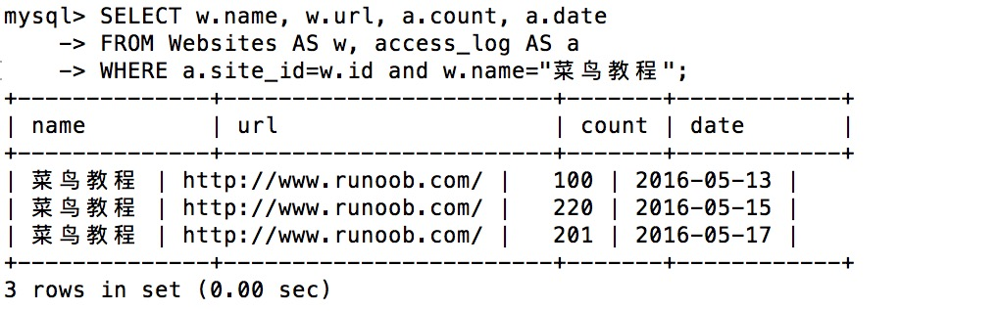 mysql> SELECT w.name, w.url, a.count, a.date
    -> FROM Websites AS w, access_log AS a
    -> WHERE a.site_id=w.id and w.name="菜鸟教程";
+--------------+------------------------+-------+------------+
| name         | url                    | count | date       |
+--------------+------------------------+-------+------------+
| 菜鸟教程 | http://www.runoob.com/ |   100 | 2016-05-13 |
| 菜鸟教程 | http://www.runoob.com/ |   220 | 2016-05-15 |
| 菜鸟教程 | http://www.runoob.com/ |   201 | 2016-05-17 |
+--------------+------------------------+-------+------------+
3 rows in set (0.00 sec)